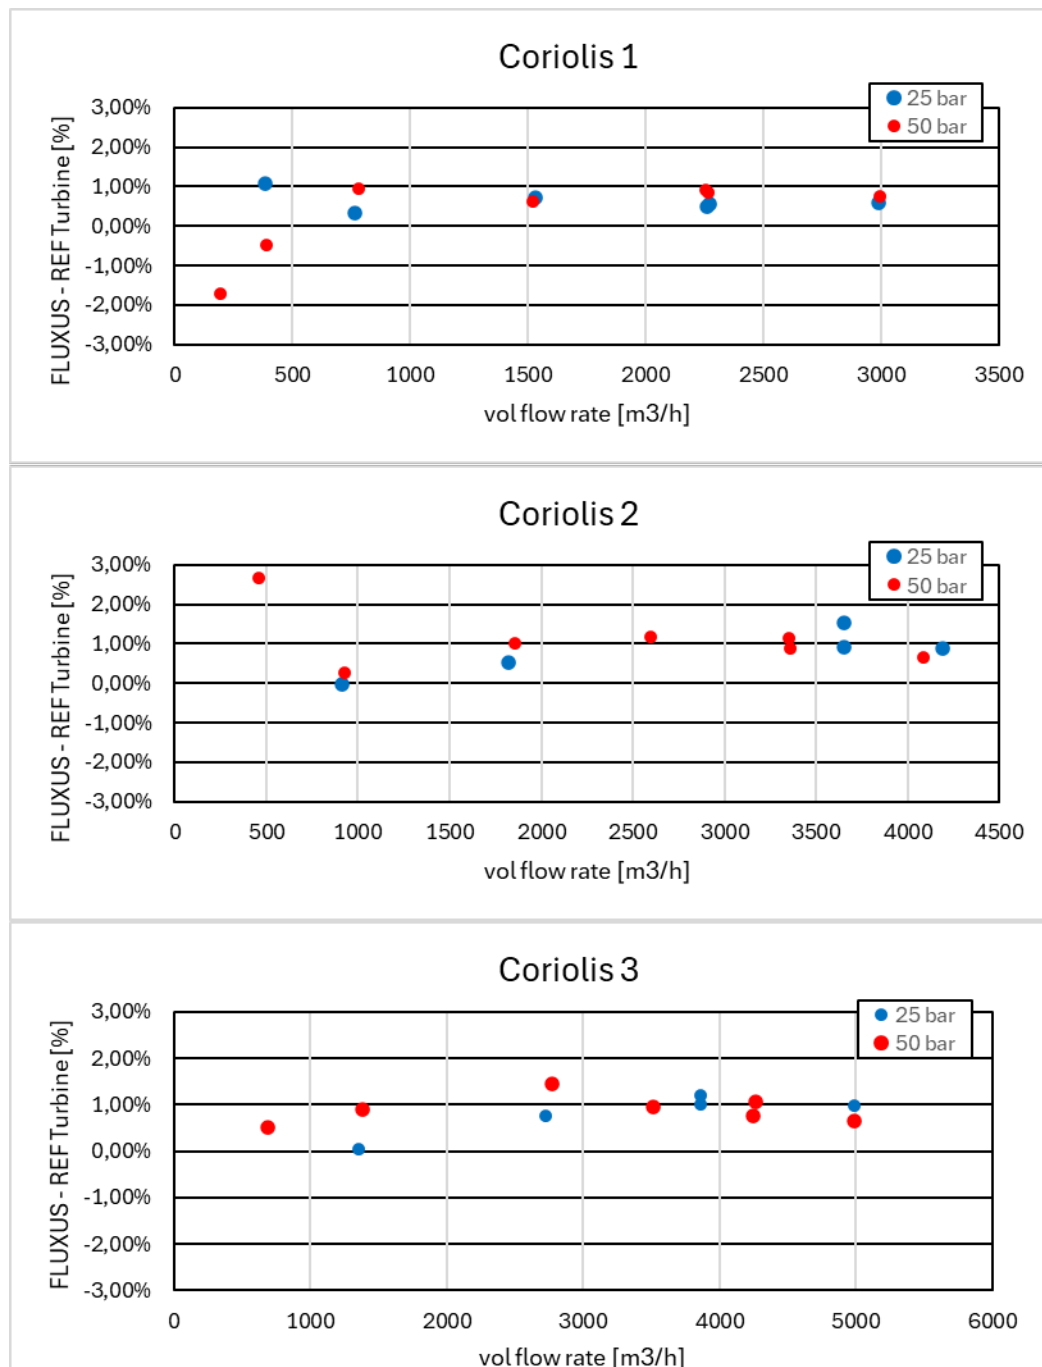 Coriolis 1
25 bar
50 bar
FLUXUS - REF Turbine [%]
3,00%
2,00%
1,00%
0,00%
-1,00%
-2,00%
-3,00%
0 500 1000 1500 2000 2500 3000 3500
vol flow rate [m3/h]
Coriolis 2
25 bar
50 bar
FLUXUS - REF Turbine [%]
3,00%
2,00%
1,00%
0,00%
-1,00%
-2,00%
-3,00%
0 500 1000 1500 2000 2500 3000 3500 4000 4500
vol flow rate [m3/h]
Coriolis 3
25 bar
50 bar
FLUXUS - REF Turbine [%]
3,00%
2,00%
1,00%
0,00%
-1,00%
-2,00%
-3,00%
0 1000 2000 3000 4000 5000 6000
vol flow rate [m3/h]